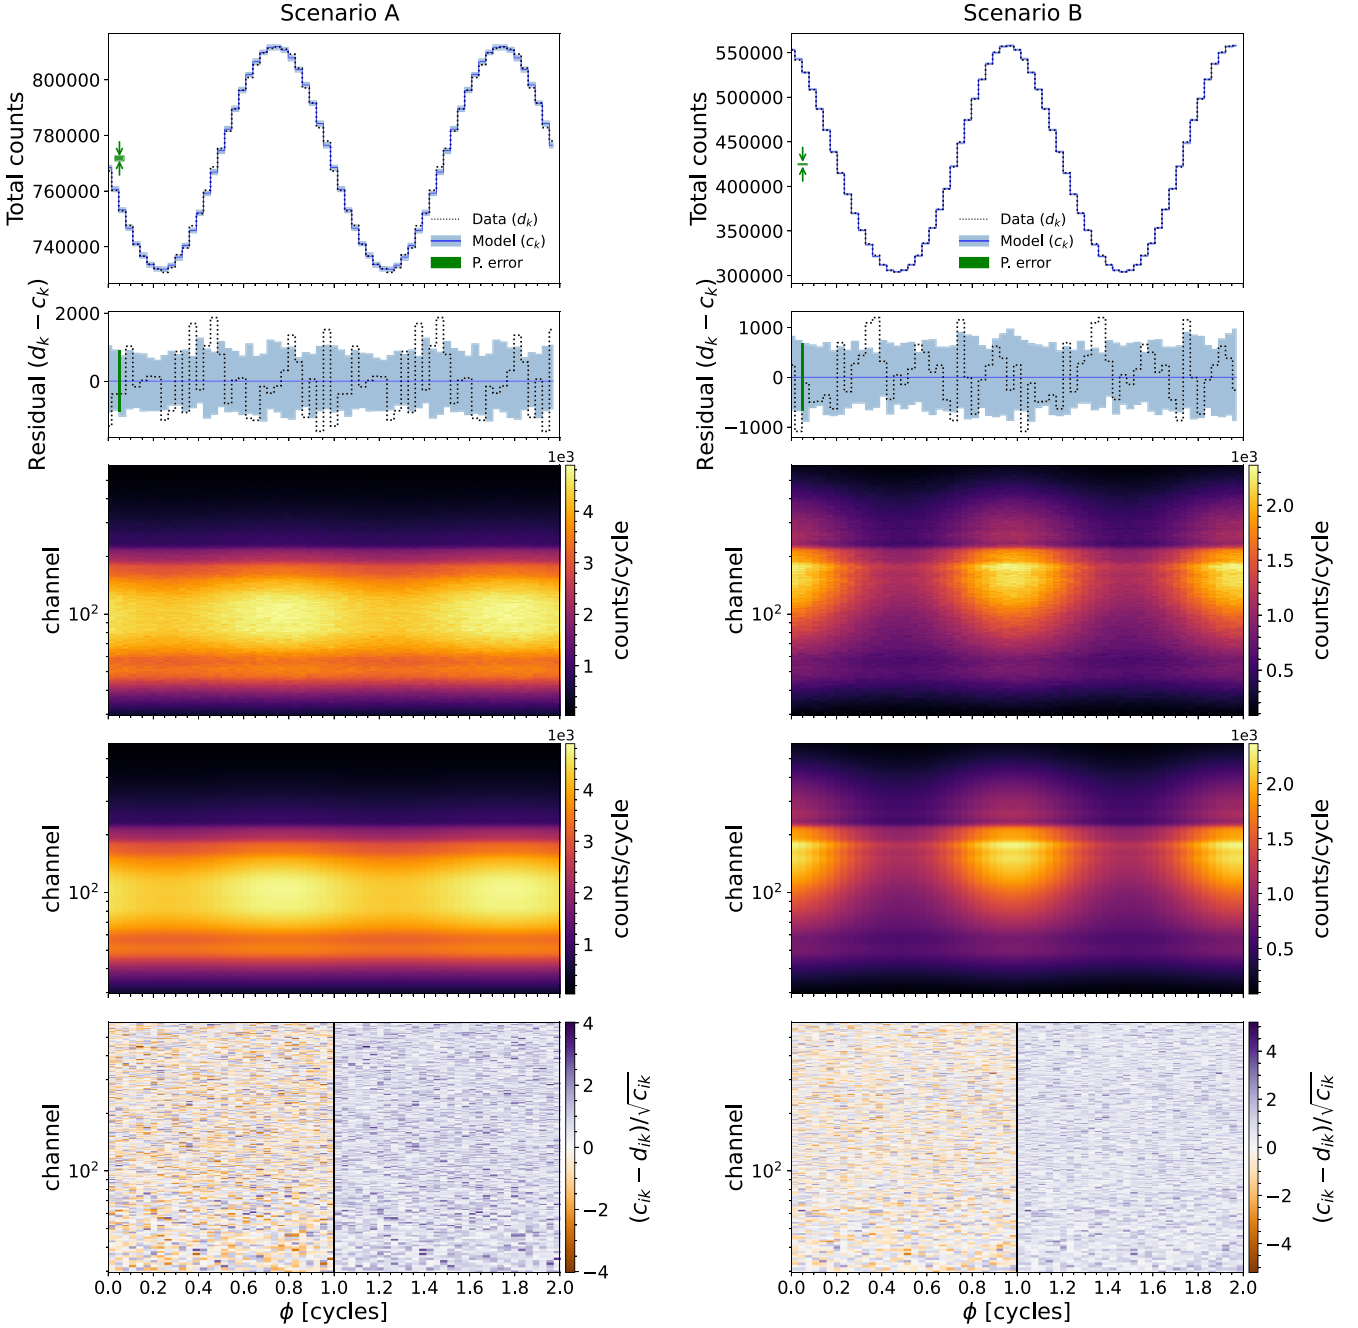 Scenario A
Total counts
800000
780000
760000
740000
Data (dₖ)
Model (cₖ)
P. error
Residual (dₖ − cₖ)
2000
0
1e3
channel
10²
4
3
2
1
counts/cycle
1e3
channel
10²
4
3
2
1
counts/cycle
channel
10²
4
2
0
−2
−4
(cᵢₖ − dᵢₖ)/√cᵢₖ
0.0 0.2 0.4 0.6 0.8 1.0 1.2 1.4 1.6 1.8 2.0
ϕ [cycles]
Scenario B
Total counts
550000
500000
450000
400000
350000
300000
Data (dₖ)
Model (cₖ)
P. error
Residual (dₖ − cₖ)
1000
0
−1000
1e3
channel
10²
2.0
1.5
1.0
0.5
counts/cycle
1e3
channel
10²
2.0
1.5
1.0
0.5
counts/cycle
channel
10²
4
2
0
−2
−4
(cᵢₖ − dᵢₖ)/√cᵢₖ
0.0 0.2 0.4 0.6 0.8 1.0 1.2 1.4 1.6 1.8 2.0
ϕ [cycles]